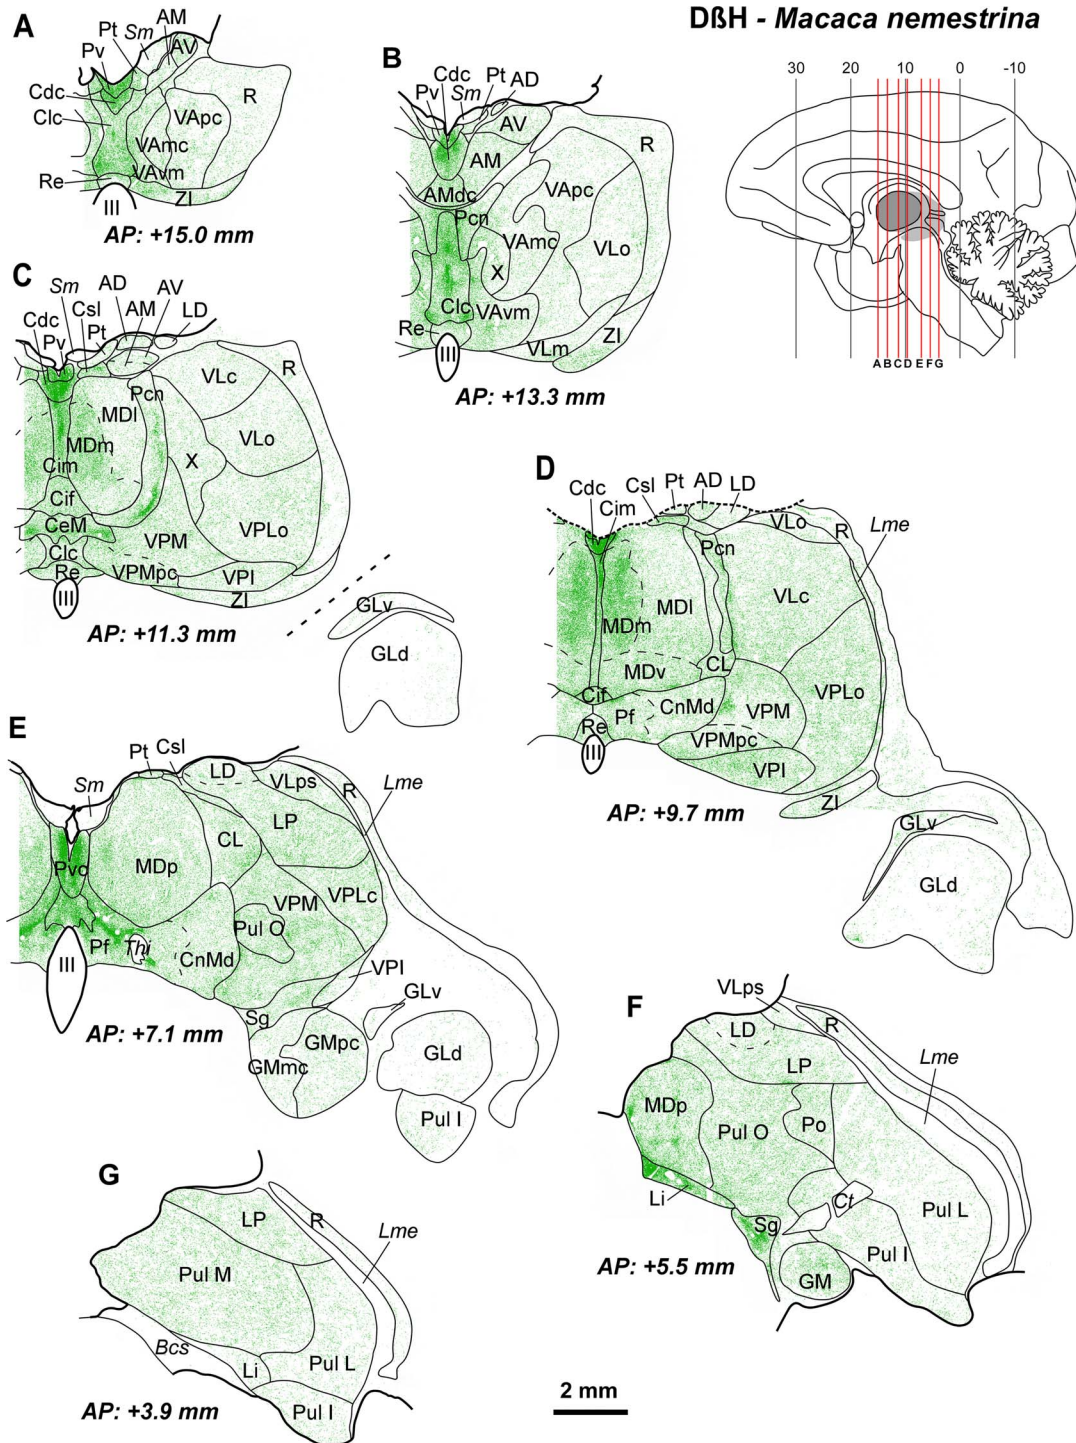 DßH - Macaca nemestrina
30 20 10 0 -10
A B C D E F G
A
Pt Sm AM
Pv AV
Cdc
Clc
R
VApc
VAmc
VAvm
Re
ZI
III
AP: +15.0 mm
B
Cdc Pt AD
Pv Sm
AV
R
AM
VApc
AMdc
Pcn
VAmc
VLo
X
Clc
VAvm
Re
III
ZI
VLm
AP: +13.3 mm
C
Sm AD AV
Csl AM LD
Cdc Pt
Pv
R
VLc
Pcn
MDl
MDm
VLo
X
Cim
Cif
CeM
VPLo
VPM
Clc
Re
VPMpc
VPI
III
ZI
AP: +11.3 mm
GLv
GLd
D
Csl Pt AD LD
Cdc Cim
VLo
R
Lme
Pcn
VLc
MDl
MDm
CL
MDv
VPLo
Cif
CnMd
VPM
Pf
Re
VPMpc
III
VPI
ZI
AP: +9.7 mm
GLv
GLd
E
Pt Csl
LD
Sm
VLps
R
Lme
LP
CL
Pvc
MDp
VPM
VPLc
Pul O
Pf
Thi
CnMd
III
VPI
GLv
Sg
AP: +7.1 mm
GMpc
GMmc
GLd
Pul I
F
VLps
LD
R
Lme
LP
MDp
Pul O
Po
Li
Ct
Pul L
Sg
Pul I
GM
AP: +5.5 mm
G
LP
R
Lme
Pul M
Bcs
Li
Pul L
Pul I
AP: +3.9 mm
2 mm